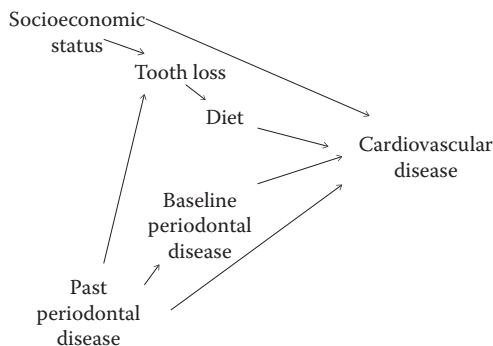 Socioeconomic
status
Tooth loss
Diet
Cardiovascular
disease
Baseline
periodontal
disease
Past
periodontal
disease